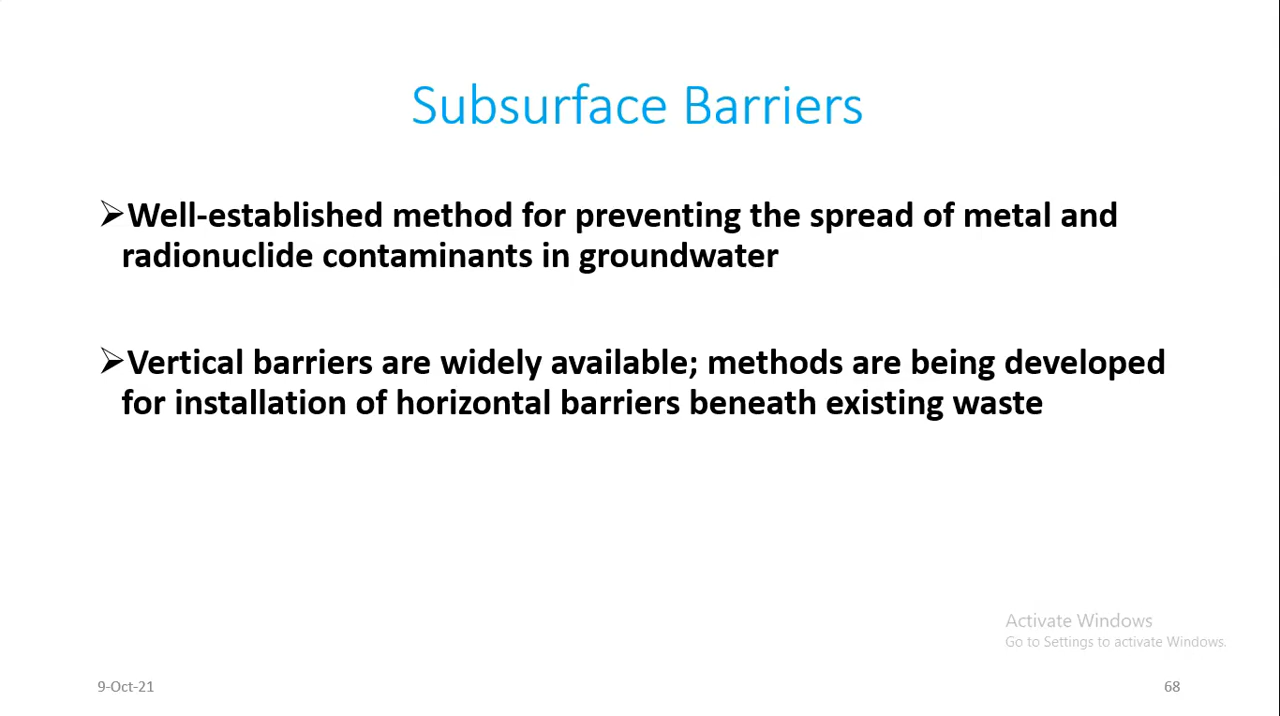 Subsurface Barriers
➢Well-established method for preventing the spread of metal and
radionuclide contaminants in groundwater
➢Vertical barriers are widely available; methods are being developed
for installation of horizontal barriers beneath existing waste
Activate Windows
Go to Settings to activate Windows.
9-Oct-21
68